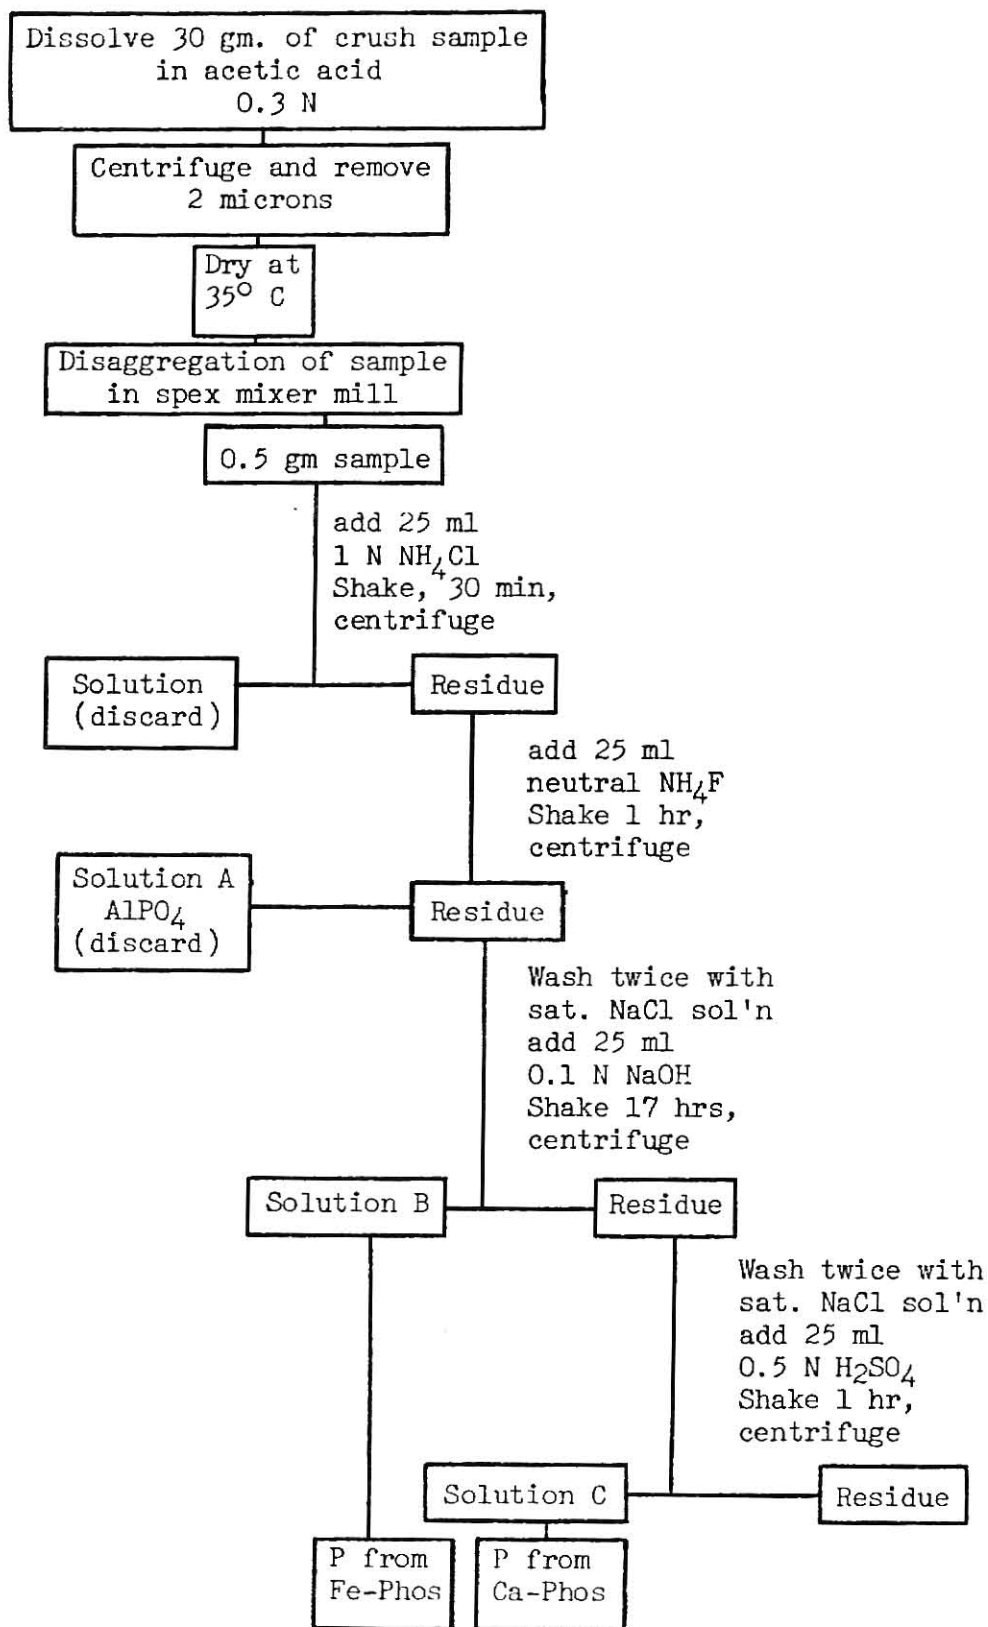 Dissolve 30 gm. of crush sample
in acetic acid
0.3 N
Centrifuge and remove
2 microns
Dry at
35° C
Disaggregation of sample
in spex mixer mill
0.5 gm sample
add 25 ml
1 N NH₄Cl
Shake, 30 min,
centrifuge
Solution
(discard)
Residue
add 25 ml
neutral NH₄F
Shake 1 hr,
centrifuge
Solution A
AlPO₄
(discard)
Residue
Wash twice with
sat. NaCl sol'n
add 25 ml
0.1 N NaOH
Shake 17 hrs,
centrifuge
Solution B
Residue
Wash twice with
sat. NaCl sol'n
add 25 ml
0.5 N H₂SO₄
Shake 1 hr,
centrifuge
Solution C
Residue
P from
Fe-Phos
P from
Ca-Phos